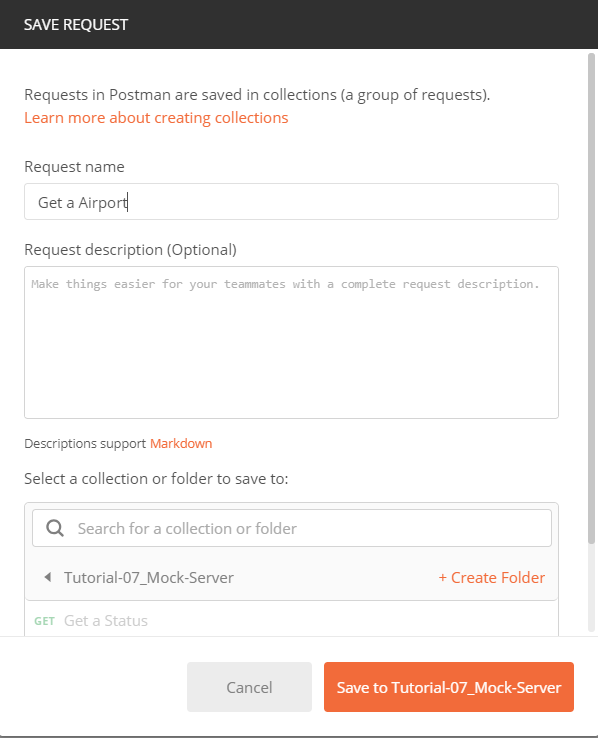 SAVE REQUEST
Requests in Postman are saved in collections (a group of requests).
Learn more about creating collections
Request name
Get a Airport
Request description (Optional)
Make things easier for your teammates with a complete request description.
Descriptions support Markdown
Select a collection or folder to save to:
Search for a collection or folder
Tutorial-07_Mock-Server + Create Folder
GET Get a Status
Cancel Save to Tutorial-07_Mock-Server